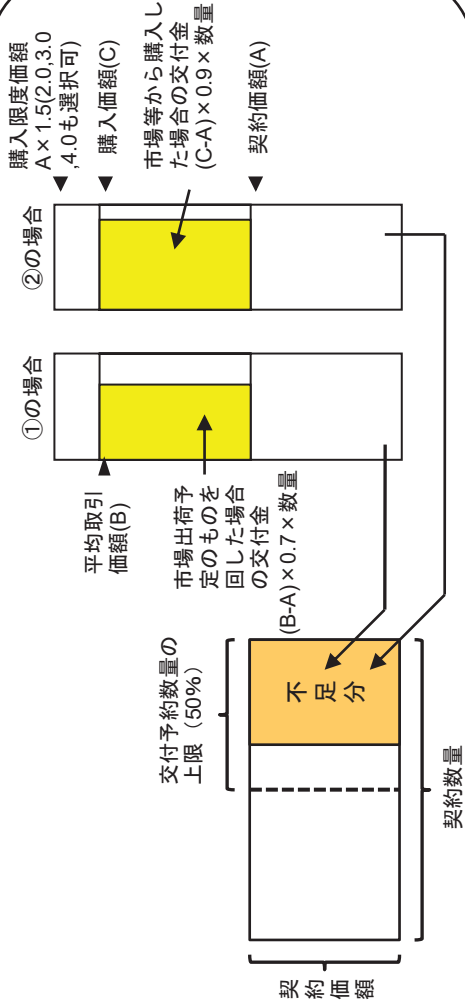 ①の場合
②の場合
購入限度価額
A×1.5(2.0,3.0
,4.0も選択可)
購入価額(C)
市場等から購入し
た場合の交付金
(C-A)×0.9×数量
契約価額(A)
平均取引
価額(B)
市場出荷予
定のものを
回した場合
の交付金
(B-A)×0.7×数量
交付予約数量の
上限（50%）
不足分
契約価額
契約数量